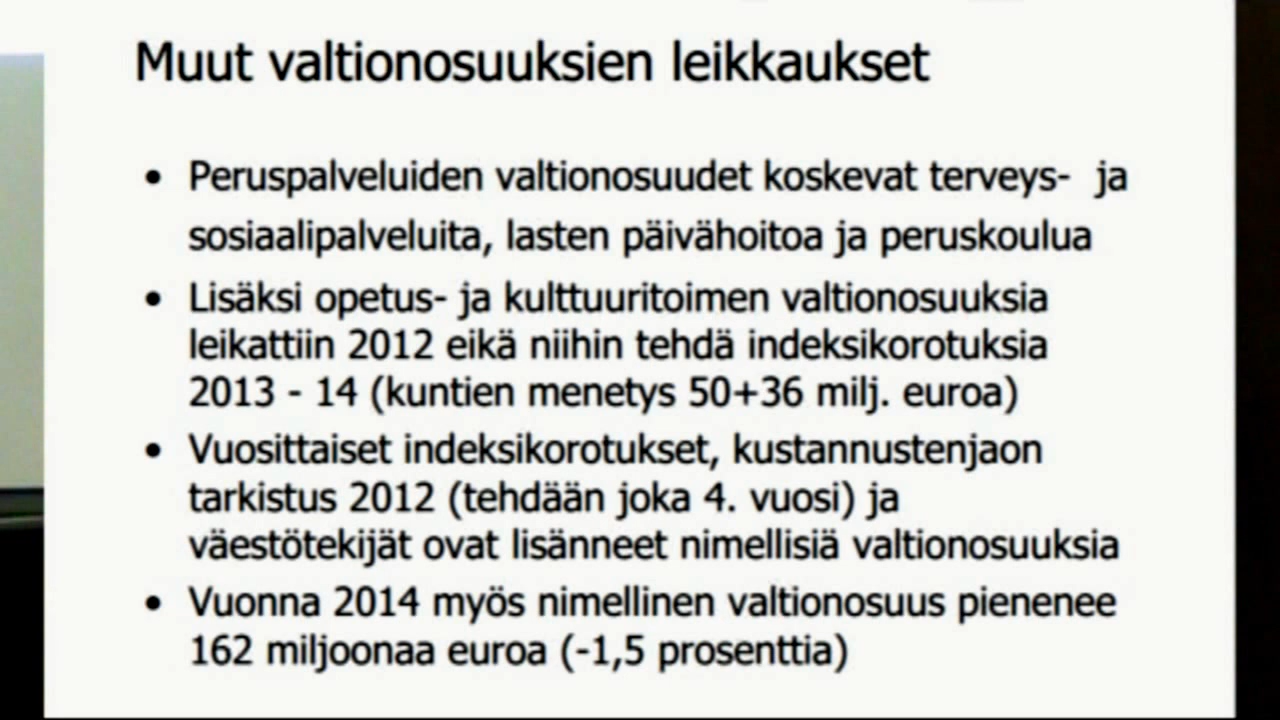 Muut valtionosuuksien leikkaukset
• Peruspalveluiden valtionosuudet koskevat terveys- ja
sosiaalipalveluita, lasten päivähoitoa ja peruskoulua
• Lisäksi opetus- ja kulttuuritoimen valtionosuuksia
leikattiin 2012 eikä niihin tehdä indeksikorotuksia
2013 - 14 (kuntien menetys 50+36 milj. euroa)
• Vuosittaiset indeksikorotukset, kustannustenjaon
tarkistus 2012 (tehdään joka 4. vuosi) ja
väestötekijät ovat lisänneet nimellisiä valtionosuuksia
• Vuonna 2014 myös nimellinen valtionosuus pienenee
162 miljoonaa euroa (-1,5 prosenttia)